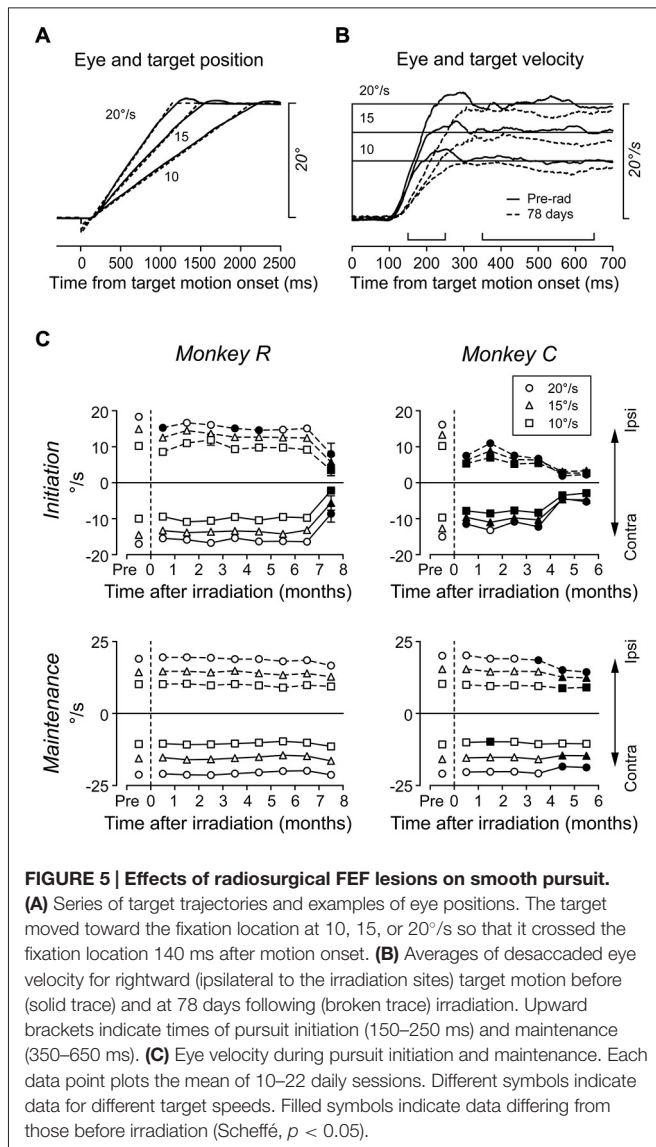 A
Eye and target position
20°/s
15
10
20°
0 500 1000 1500 2000 2500
Time from target motion onset (ms)
B
Eye and target velocity
20°/s
15
10
20°/s
Pre-rad
78 days
0 100 200 300 400 500 600 700
Time from target motion onset (ms)
C
Monkey R
Monkey C
20°/s
15°/s
10°/s
Initiation
°/s
20
10
0
-10
-20
Pre 0 1 2 3 4 5 6 7 8
Time after irradiation (months)
20
10
0
-10
-20
Pre 0 1 2 3 4 5 6
Time after irradiation (months)
Ipsi
Contra
Maintenance
°/s
25
0
-25
Pre 0 1 2 3 4 5 6 7 8
Time after irradiation (months)
25
0
-25
Pre 0 1 2 3 4 5 6
Time after irradiation (months)
Ipsi
Contra
FIGURE 5 | Effects of radiosurgical FEF lesions on smooth pursuit.
(A) Series of target trajectories and examples of eye positions. The target
moved toward the fixation location at 10, 15, or 20°/s so that it crossed the
fixation location 140 ms after motion onset. (B) Averages of desaccaded eye
velocity for rightward (ipsilateral to the irradiation sites) target motion before
(solid trace) and at 78 days following (broken trace) irradiation. Upward
brackets indicate times of pursuit initiation (150–250 ms) and maintenance
(350–650 ms). (C) Eye velocity during pursuit initiation and maintenance. Each
data point plots the mean of 10–22 daily sessions. Different symbols indicate
data for different target speeds. Filled symbols indicate data differing from
those before irradiation (Scheffé, p < 0.05).